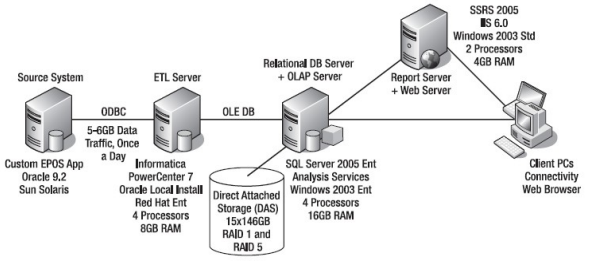 SSRS 2005
IIS 6.0
Windows 2003 Std
2 Processors
4GB RAM
Relational DB Server
+ OLAP Server
Source System
ETL Server
Report Server
+ Web Server
ODBC
OLE DB
5-6GB Data
Traffic, Once
a Day
Custom EPOS App
Oracle 9.2
Sun Solaris
Informatica
PowerCenter 7
Oracle Local Install
Red Hat Ent
4 Processors
8GB RAM
Direct Attached
Storage (DAS)
15x146GB
RAID 1 and
RAID 5
SQL Server 2005 Ent
Analysis Services
Windows 2003 Ent
4 Processors
16GB RAM
Client PCs
Connectivity
Web Browser